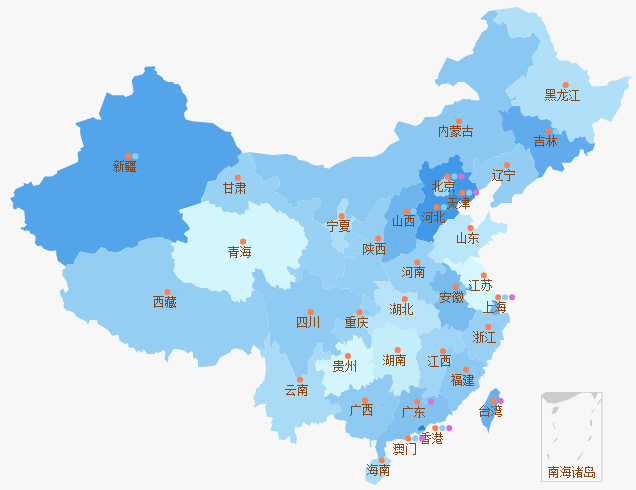 黑龙江
内蒙古
吉林
新疆
辽宁
北京
甘肃
天津
河北
山西
宁夏
山东
陕西
青海
河南
江苏
安徽
西藏
上海
湖北
四川
重庆
浙江
湖南
江西
贵州
福建
云南
广西
广东
台湾
香港
澳门
海南
南海诸岛